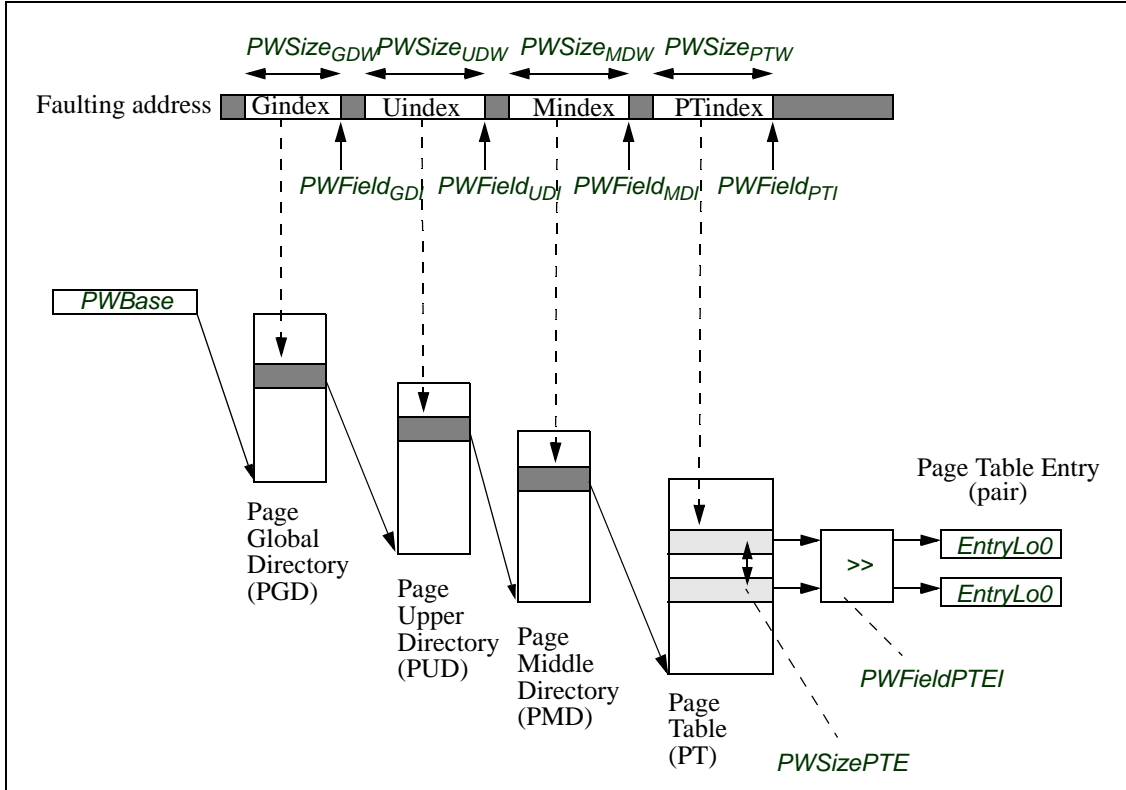 PWSizeGDW PWSizeUDW PWSizeMDW PWSizePTW
Faulting address Gindex Uindex Mindex PTindex
PWFieldGDI PWFieldUDI PWFieldMDI PWFieldPTI
PWBase
Page
Global
Directory
(PGD)
Page
Upper
Directory
(PUD)
Page
Middle
Directory
(PMD)
Page
Table
(PT)
Page Table Entry
(pair)
>>
EntryLo0
EntryLo0
PWFieldPTEI
PWSizePTE